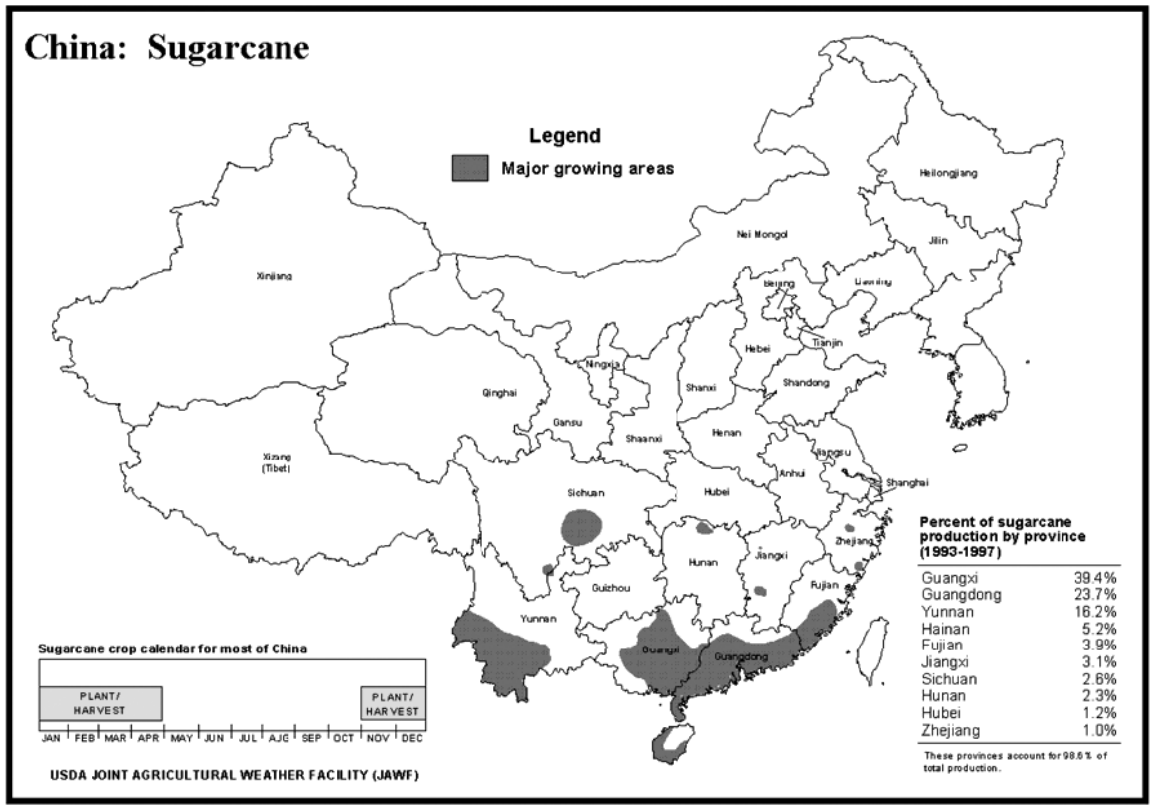 China: Sugarcane
Legend
Major growing areas
Heilongjiang
Nei Mongol
Jilin
Xinjiang
Beijing
Liaoning
Tianjin
Hebei
Ningxia
Shandong
Qinghai
Shanxi
Gansu
Henan
Shaanxi
Jiangsu
Xizang
(Tibet)
Anhui
Shanghai
Sichuan
Hubei
Zhejiang
Jiangxi
Hunan
Guizhou
Fujian
Yunnan
Guangxi
Guangdong
Percent of sugarcane
production by province
(1993-1997)
Guangxi 39.4%
Guangdong 23.7%
Yunnan 16.2%
Hainan 5.2%
Fujian 3.9%
Jiangxi 3.1%
Sichuan 2.6%
Hunan 2.3%
Hubei 1.2%
Zhejiang 1.0%
These provinces account for 98.6% of
total production.
Sugarcane crop calendar for most of China
PLANT/
HARVEST
PLANT/
HARVEST
JAN FEB MAR APR MAY JUN JUL AUG SEP OCT NOV DEC
USDA JOINT AGRICULTURAL WEATHER FACILITY (JAWF)